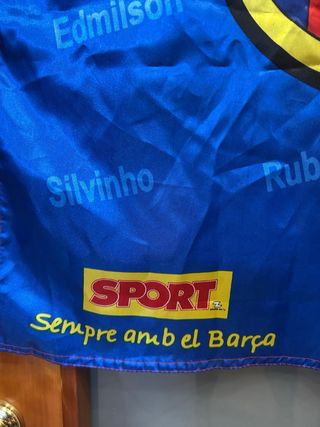 Edmilson
Silvinho
Rub
SPORT
Sempre amb el Barça